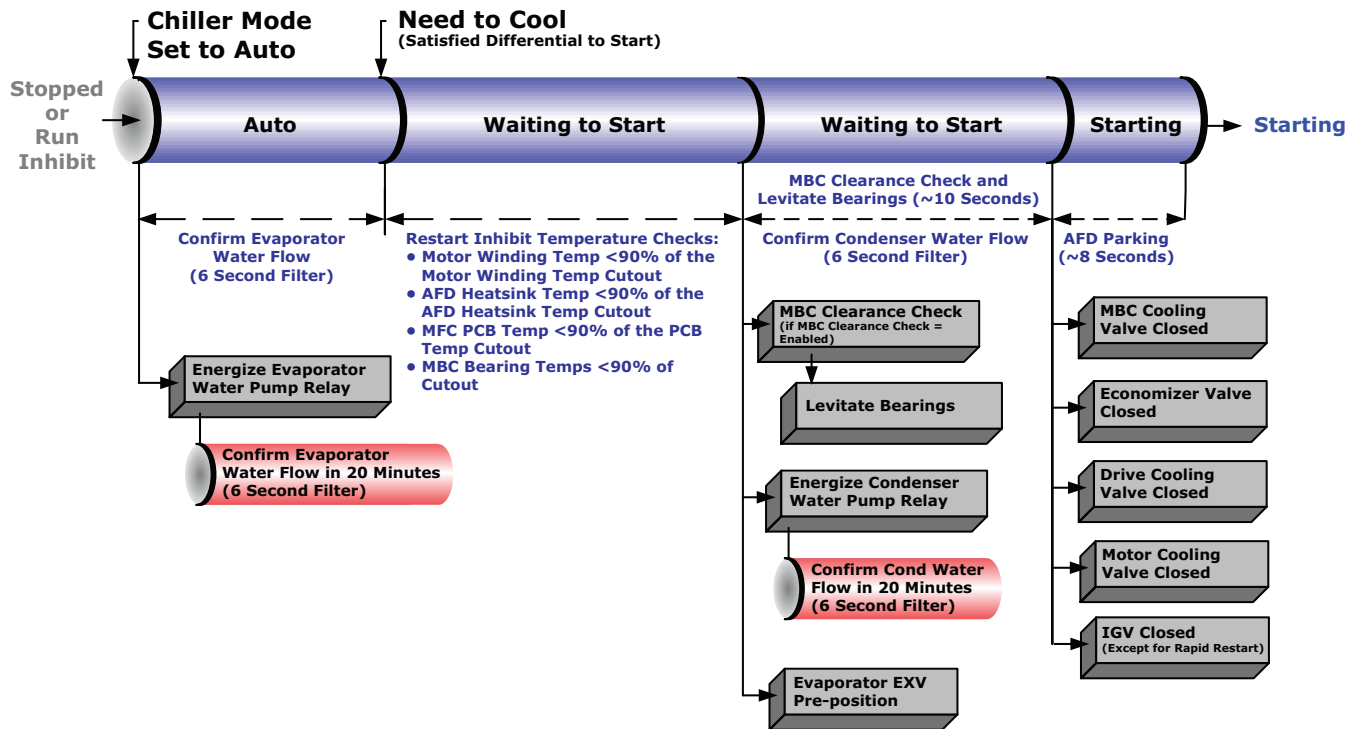 Chiller Mode
Set to Auto
Need to Cool
(Satisfied Differential to Start)
Stopped
or
Run
Inhibit
Auto
Waiting to Start
Waiting to Start
Starting
Starting
Confirm Evaporator
Water Flow
(6 Second Filter)
Restart Inhibit Temperature Checks:
• Motor Winding Temp <90% of the
Motor Winding Temp Cutout
• AFD Heatsink Temp <90% of the
AFD Heatsink Temp Cutout
• MFC PCB Temp <90% of the PCB
Temp Cutout
• MBC Bearing Temps <90% of
Cutout
MBC Clearance Check and
Levitate Bearings (~10 Seconds)
Confirm Condenser Water Flow
(6 Second Filter)
AFD Parking
(~8 Seconds)
Energize Evaporator
Water Pump Relay
Confirm Evaporator
Water Flow in 20 Minutes
(6 Second Filter)
MBC Clearance Check
(if MBC Clearance Check =
Enabled)
Levitate Bearings
Energize Condenser
Water Pump Relay
Confirm Cond Water
Flow in 20 Minutes
(6 Second Filter)
Evaporator EXV
Pre-position
MBC Cooling
Valve Closed
Economizer Valve
Closed
Drive Cooling
Valve Closed
Motor Cooling
Valve Closed
IGV Closed
(Except for Rapid Restart)